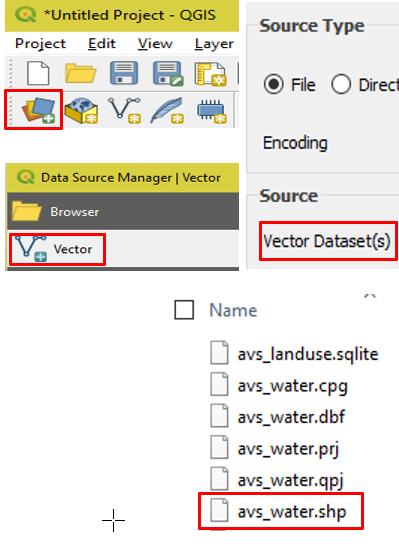 *Untitled Project - QGIS
Project Edit View Layer
Data Source Manager | Vector
Browser
Vector
Source Type
File Direct
Encoding
Source
Vector Dataset(s)
Name
avs_landuse.sqlite
avs_water.cpg
avs_water.dbf
avs_water.prj
avs_water.qpj
avs_water.shp